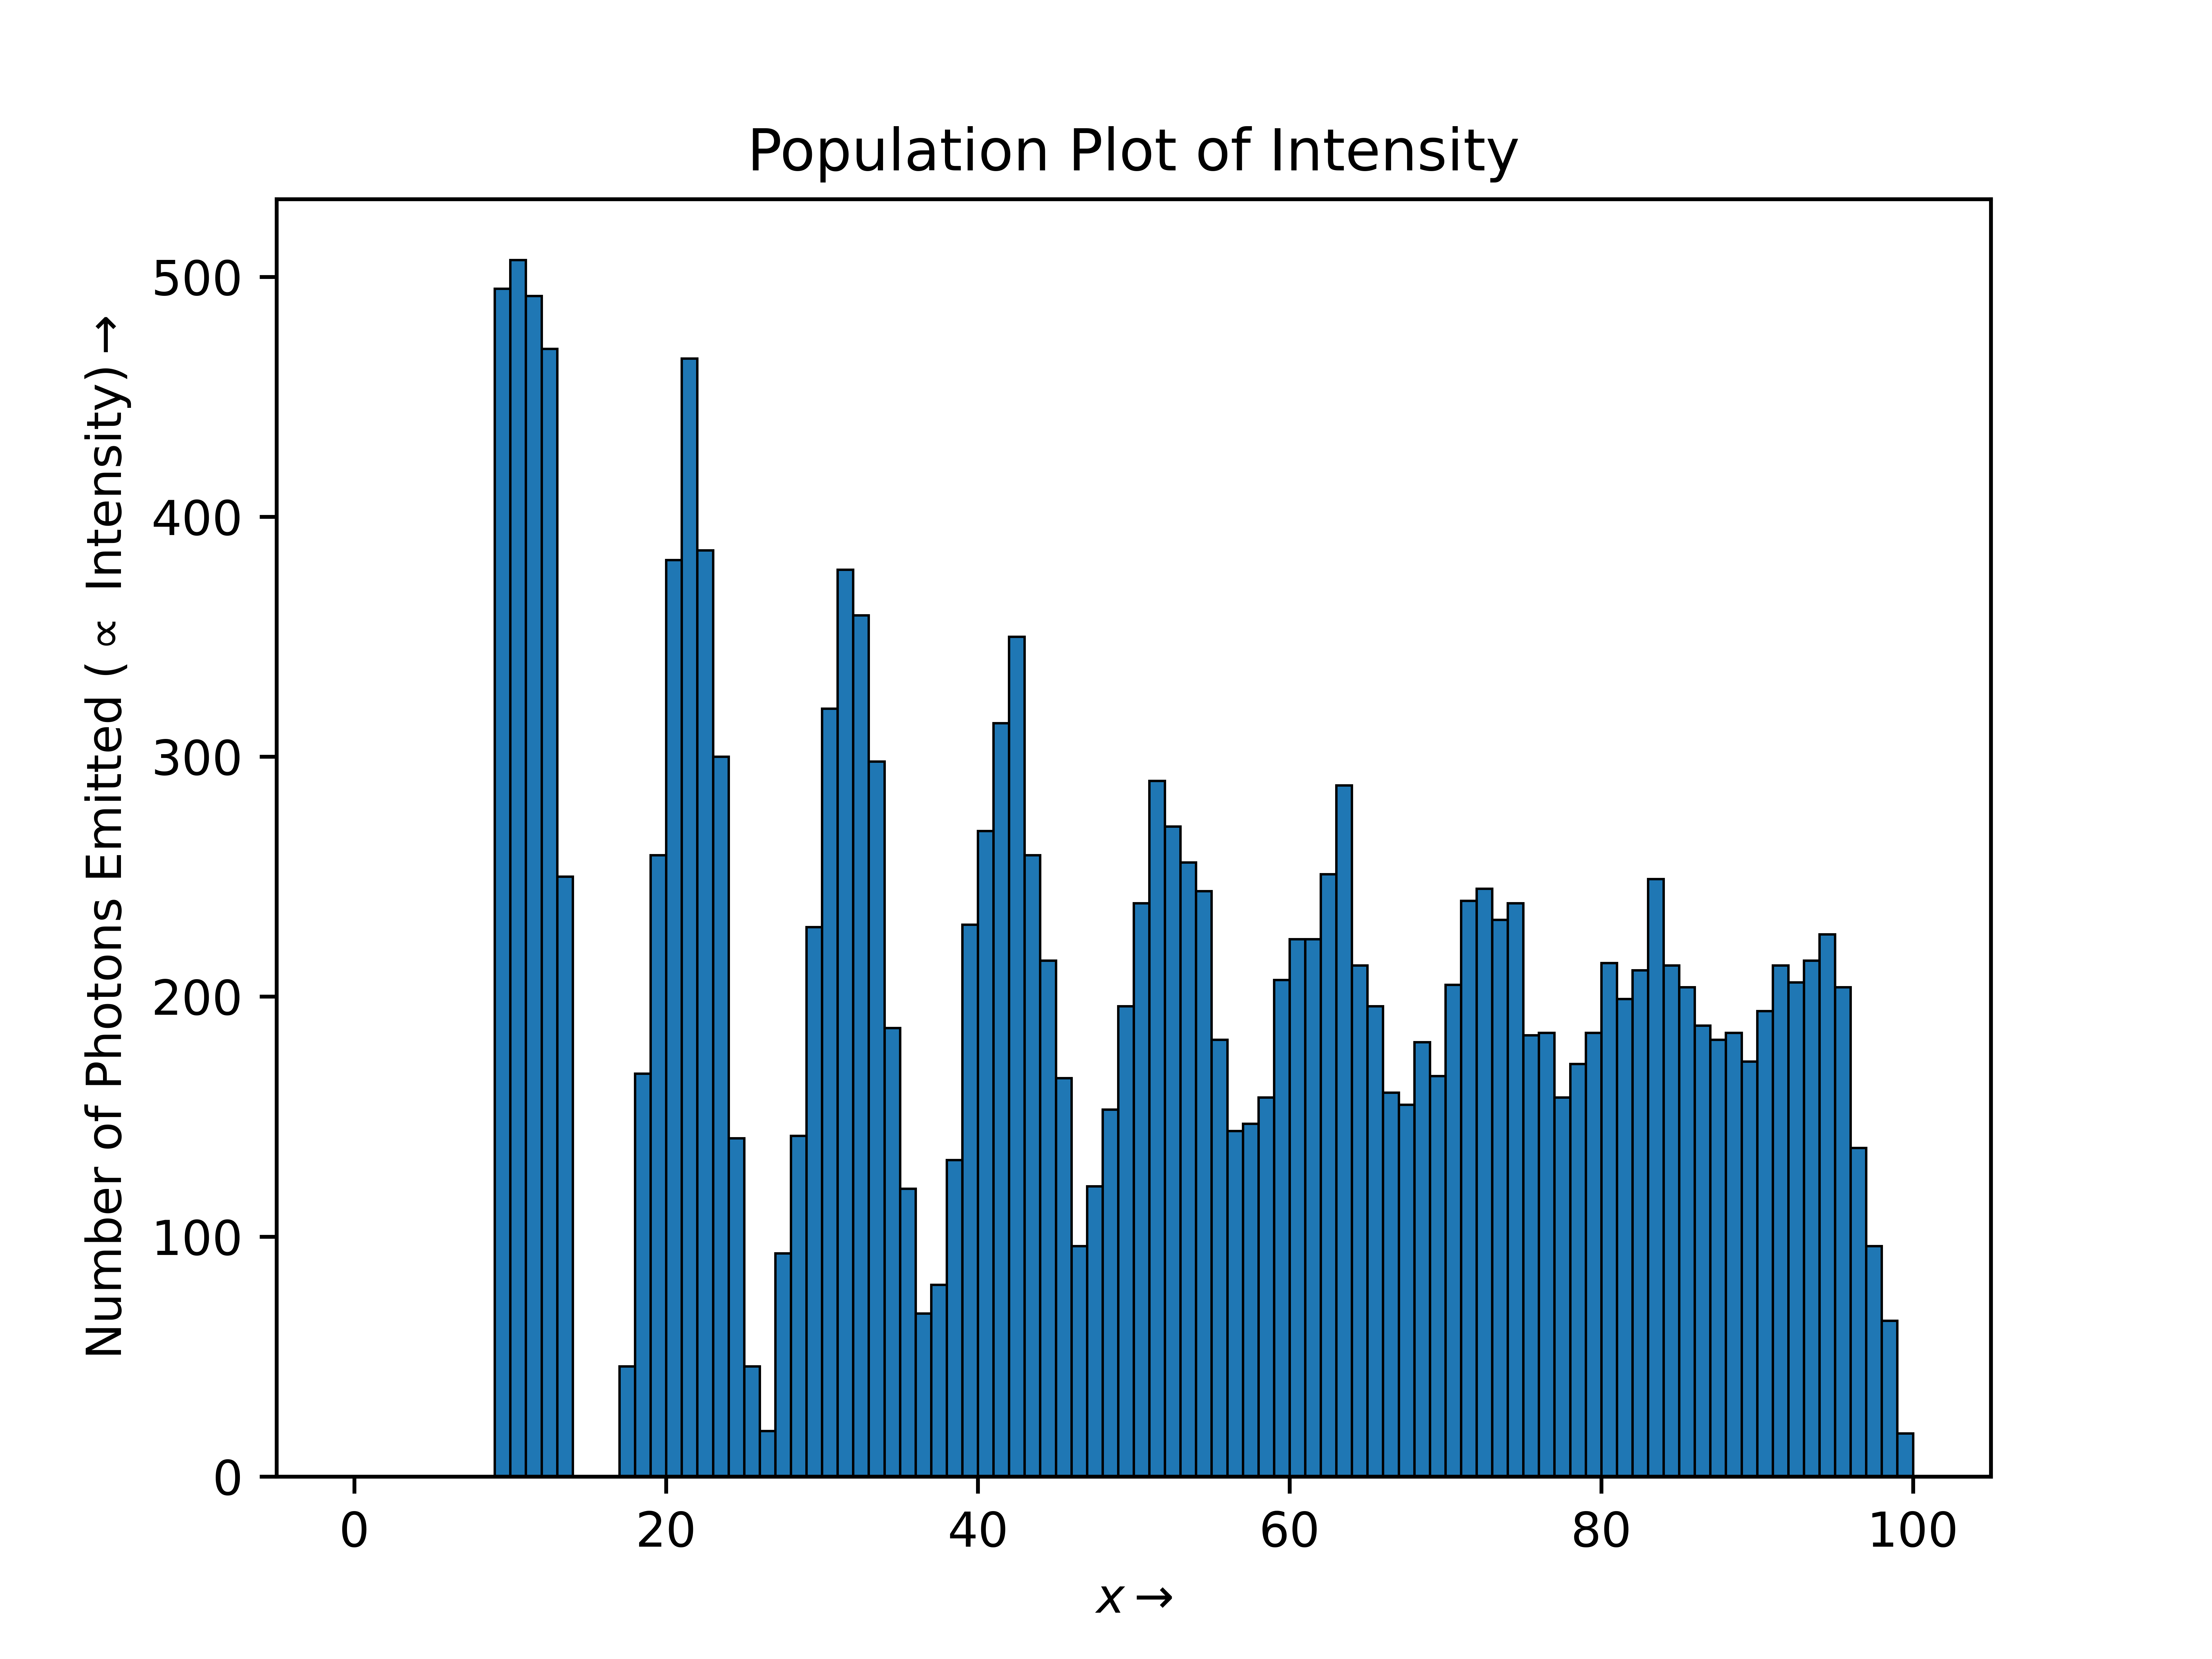 Population Plot of Intensity
Number of Photons Emitted ( ∝ Intensity) →
500
400
300
200
100
0
0 20 40 60 80 100
x →